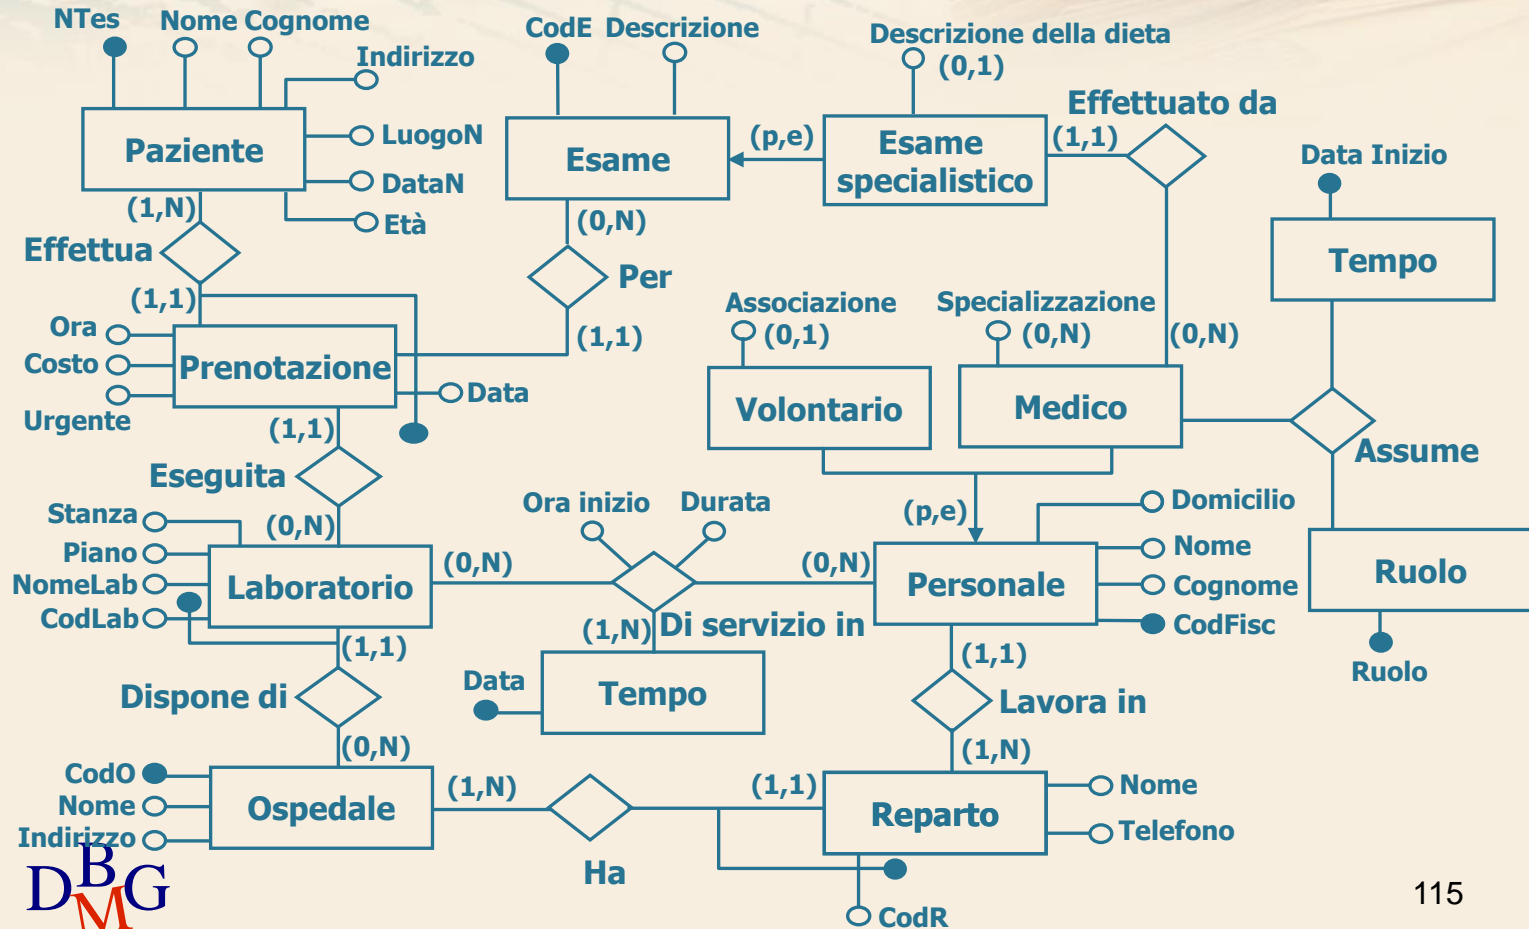 NTes
Nome Cognome
Indirizzo
CodE Descrizione
Descrizione della dieta
(0,1)
Effettuato da
Paziente
LuogoN
DataN
Età
Esame
(p,e)
Esame
specialistico
(1,1)
Data Inizio
Tempo
(1,N)
Effettua
(1,1)
(0,N)
Per
(1,1)
Associazione
(0,1)
Specializzazione
(0,N)
(0,N)
Ora
Costo
Urgente
Prenotazione
Data
Volontario
Medico
Assume
(1,1)
Eseguita
(0,N)
Stanza
Piano
NomeLab
CodLab
Laboratorio
(0,N)
Ora inizio
Durata
(0,N)
(p,e)
Personale
Domicilio
Nome
Cognome
CodFisc
Ruolo
Ruolo
(1,1)
Dispone di
(0,N)
Data
(1,N)
Di servizio in
Tempo
(1,1)
Lavora in
(1,N)
CodO
Nome
Indirizzo
Ospedale
(1,N)
Ha
(1,1)
Reparto
Nome
Telefono
CodR
DBMG
115